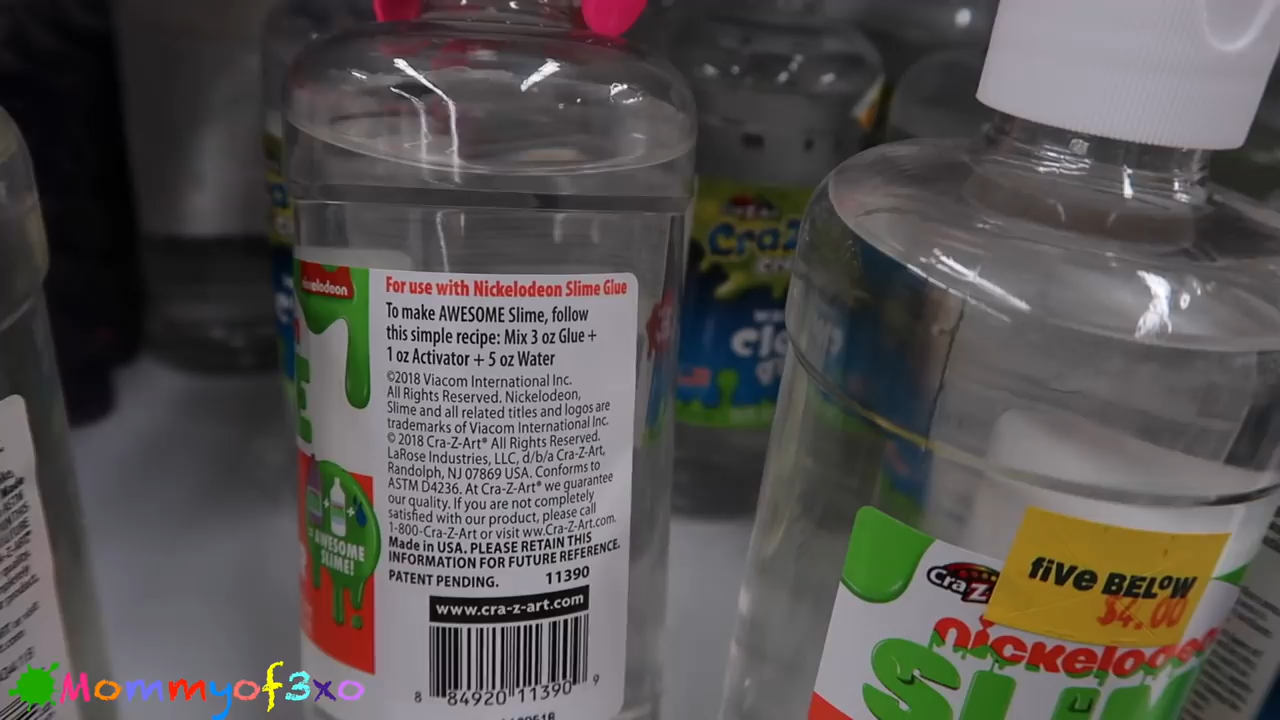 nickelodeon
For use with Nickelodeon Slime Glue
To make AWESOME Slime, follow
this simple recipe: Mix 3 oz Glue +
1 oz Activator + 5 oz Water
©2018 Viacom International Inc.
All Rights Reserved. Nickelodeon,
Slime and all related titles and logos are
trademarks of Viacom International Inc.
© 2018 Cra-Z-Art® All Rights Reserved.
LaRose Industries, LLC, d/b/a Cra-Z-Art,
Randolph, NJ 07869 USA. Conforms to
ASTM D4236. At Cra-Z-Art® we guarantee
our quality. If you are not completely
satisfied with our product, please call
1-800-Cra-Z-Art or visit ww.Cra-Z-Art.com.
Made in USA. PLEASE RETAIN THIS
INFORMATION FOR FUTURE REFERENCE.
PATENT PENDING. 11390
www.cra-z-art.com
8 84920 11390 9
AWESOME
SLIME!
five BELOW
$4.00
Cra Z
nickelodeon
SLIME
Mommyof3xo